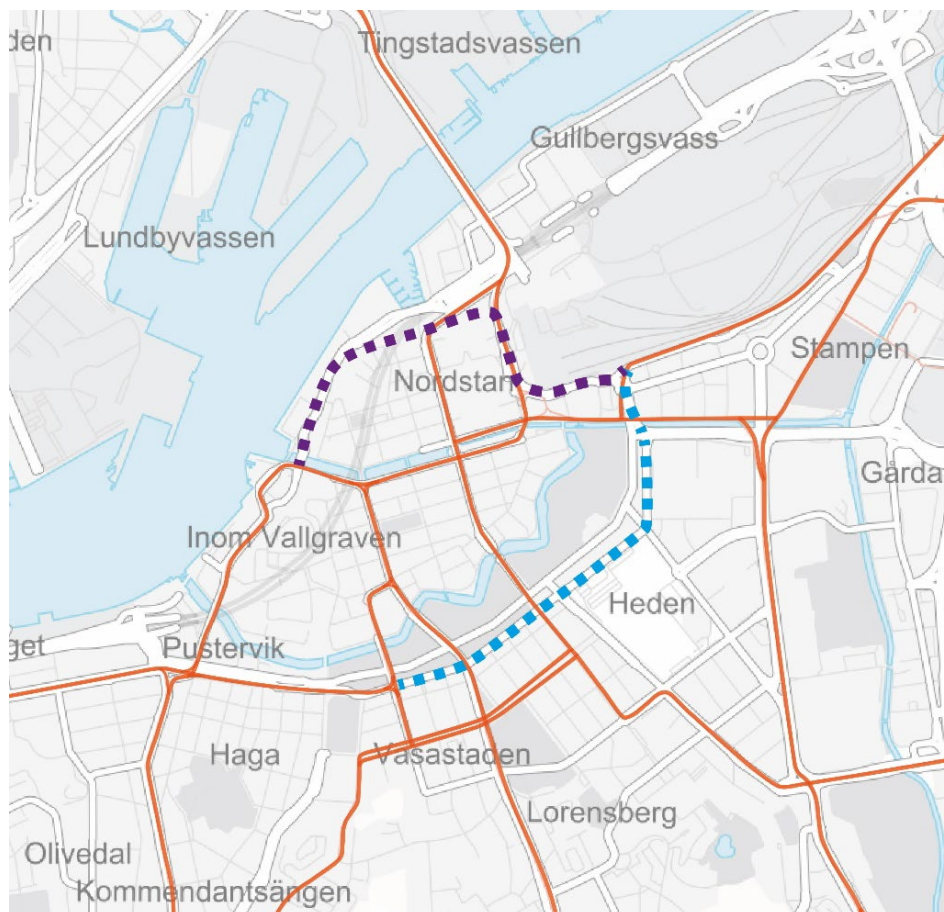 den
Tingstadsvassen
Gullbergsvass
Lundbyvassen
Stampen
Nordstan
Gårda
Inom Vallgraven
Heden
get
Pustervik
Haga
Vasastaden
Lorensberg
Olivedal
Kommendantsängen